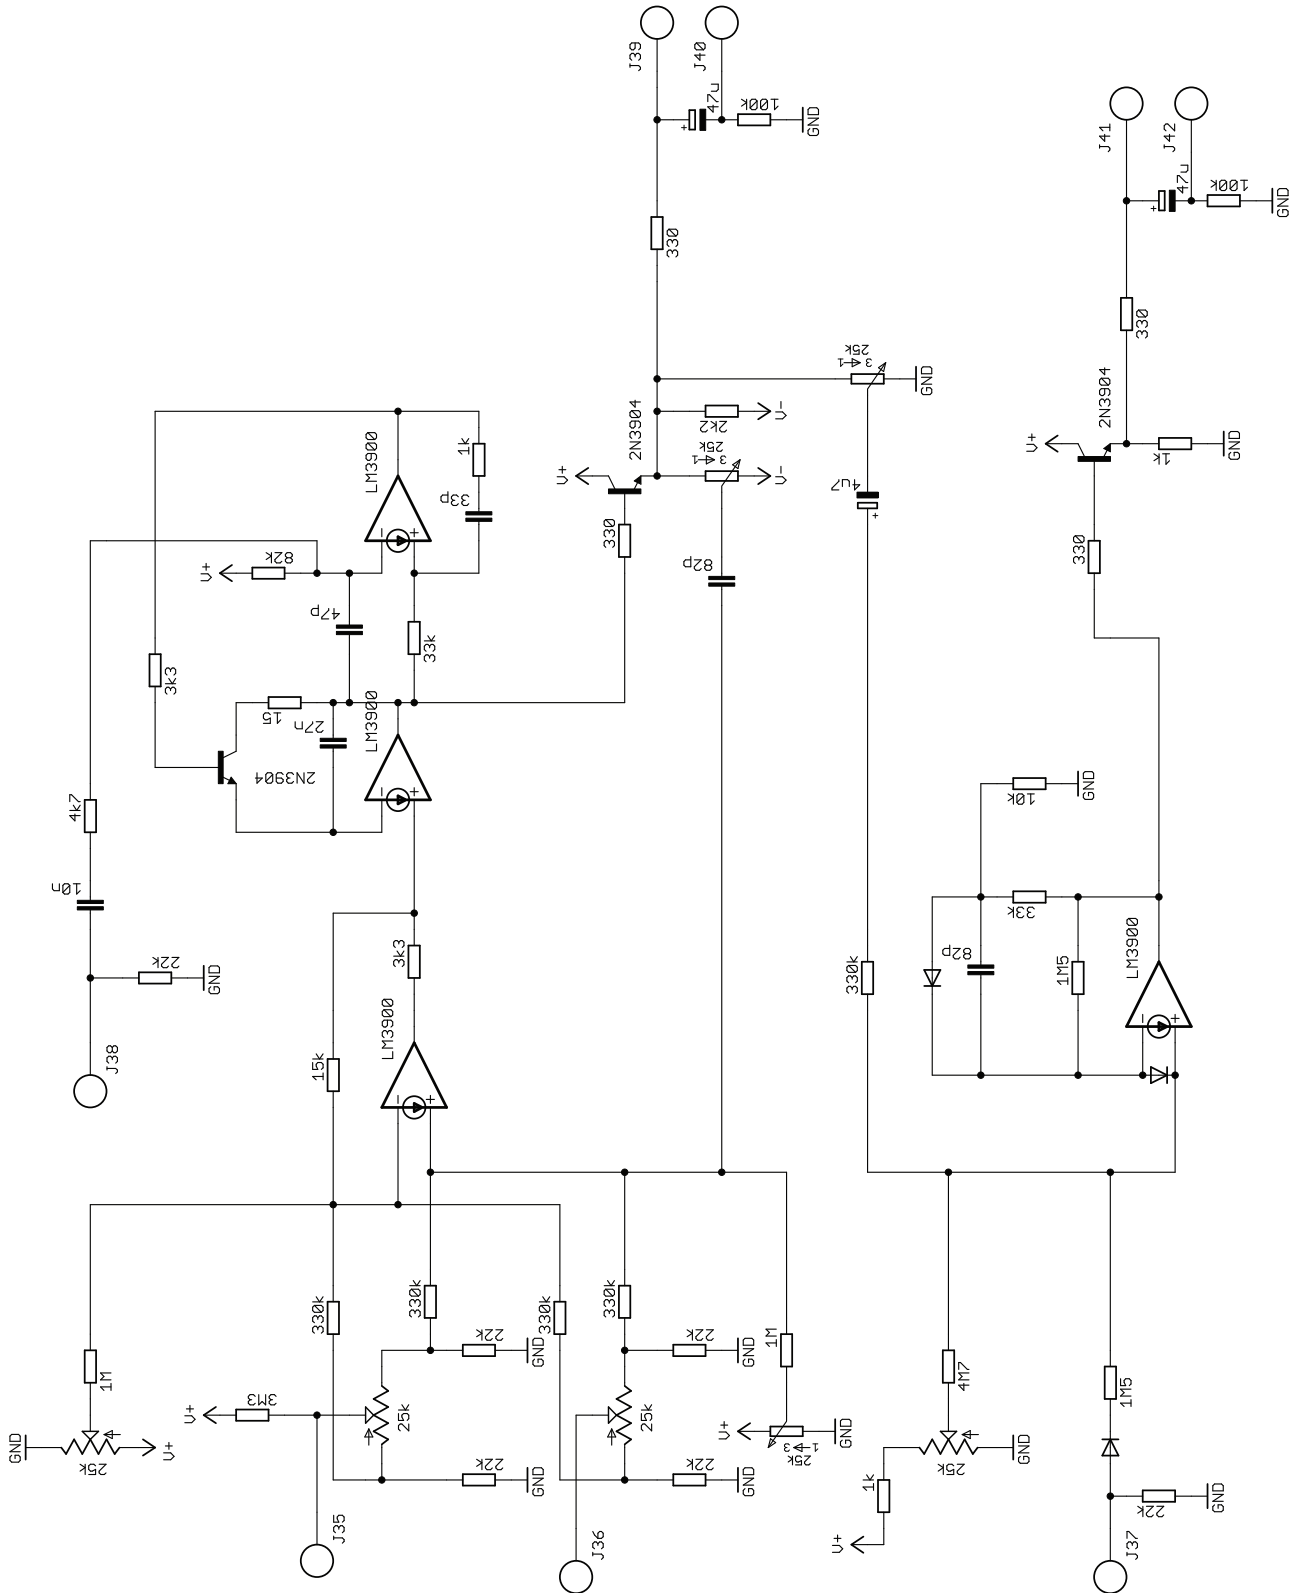 J39
J40
47u
+
100k
GND
J41
J42
47u
+
100k
GND
330
330
3 1
25k
GND
2N3904
V+
1k
GND
1k
LM3900
33p
- +
2N3904
V+
2k2
V-
25k
3 1
V-
4u7
+
330
330
V+
82k
82p
47p
33k
3k3
15
27n
LM3900
2N3904
- +
4k7
10k
GND
10n
33k
82p
1M5
LM3900
- +
3k3
22k
GND
330k
LM3900
15k
- +
J38
330k
330k
330k
330k
22k
GND
22k
GND
1M
1M
3M3
V+
25k
25k
4M7
1M5
GND
25k
V+
V+
1 3
25k
GND
22k
GND
22k
GND
25k
GND
1k
V+
22k
GND
J35
J36
J37